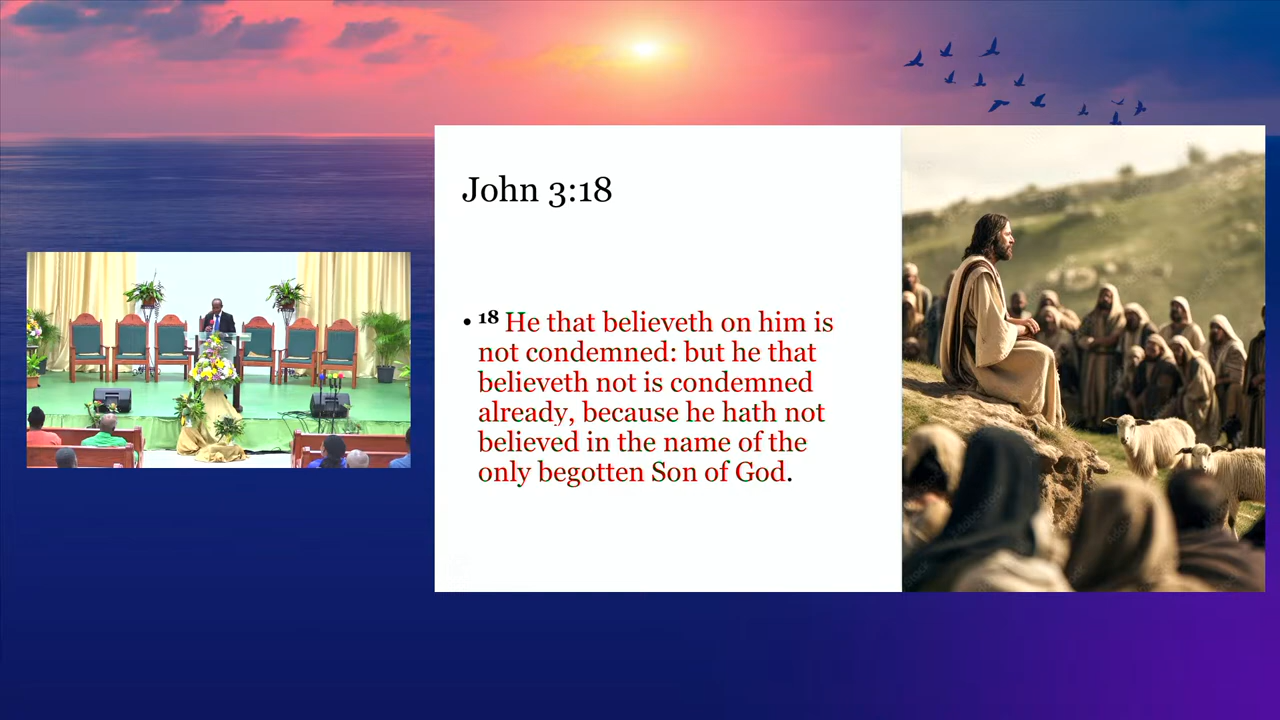 John 3:18
• 18 He that believeth on him is
not condemned: but he that
believeth not is condemned
already, because he hath not
believed in the name of the
only begotten Son of God.